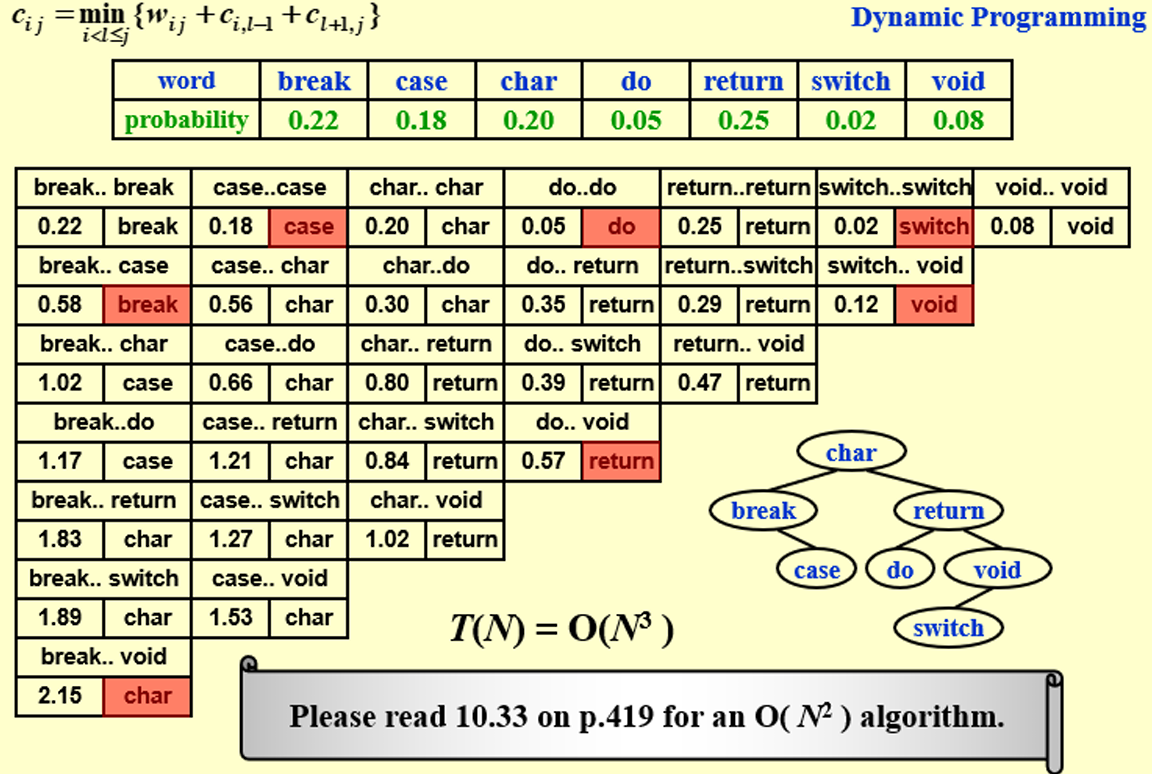 c_{ij} = min_{i<l≤j} {w_{ij} + c_{i,l-1} + c_{l+1,j}}
Dynamic Programming
word break case char do return switch void
probability 0.22 0.18 0.20 0.05 0.25 0.02 0.08
break.. break case..case char.. char do..do return..return switch..switch void.. void
0.22 break 0.18 case 0.20 char 0.05 do 0.25 return 0.02 switch 0.08 void
break.. case case.. char char..do do.. return return..switch switch.. void
0.58 break 0.56 char 0.30 char 0.35 return 0.29 return 0.12 void
break.. char case..do char.. return do.. switch return.. void
1.02 case 0.66 char 0.80 return 0.39 return 0.47 return
break..do case.. return char.. switch do.. void
1.17 case 1.21 char 0.84 return 0.57 return
break.. return case.. switch char.. void
1.83 char 1.27 char 1.02 return
break.. switch case.. void
1.89 char 1.53 char
break.. void
2.15 char
char
break return
case do void
switch
T(N) = O(N³ )
Please read 10.33 on p.419 for an O( N² ) algorithm.